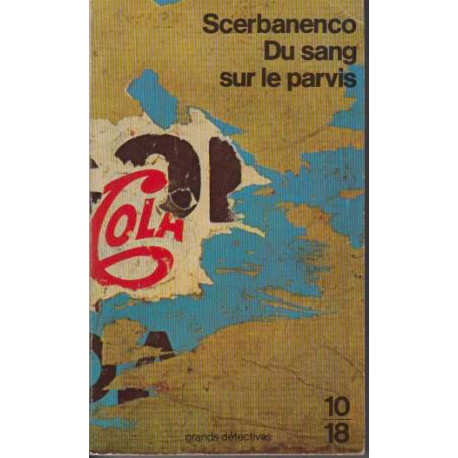 Scerbanenco
Du sang
sur le parvis
COLA
10
18
grands détectives